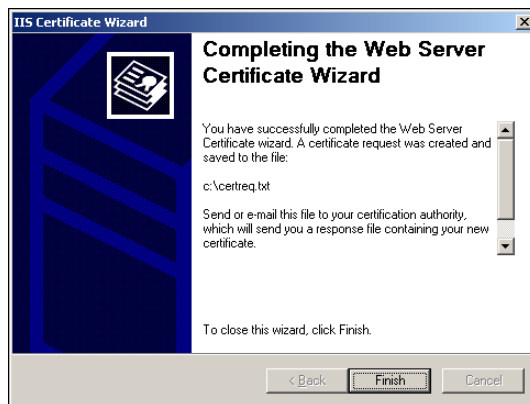 IIS Certificate Wizard
Completing the Web Server
Certificate Wizard
You have successfully completed the Web Server
Certificate wizard. A certificate request was created and
saved to the file:
c:\certreq.txt
Send or e-mail this file to your certification authority,
which will send you a response file containing your new
certificate.
To close this wizard, click Finish.
< Back
Finish
Cancel